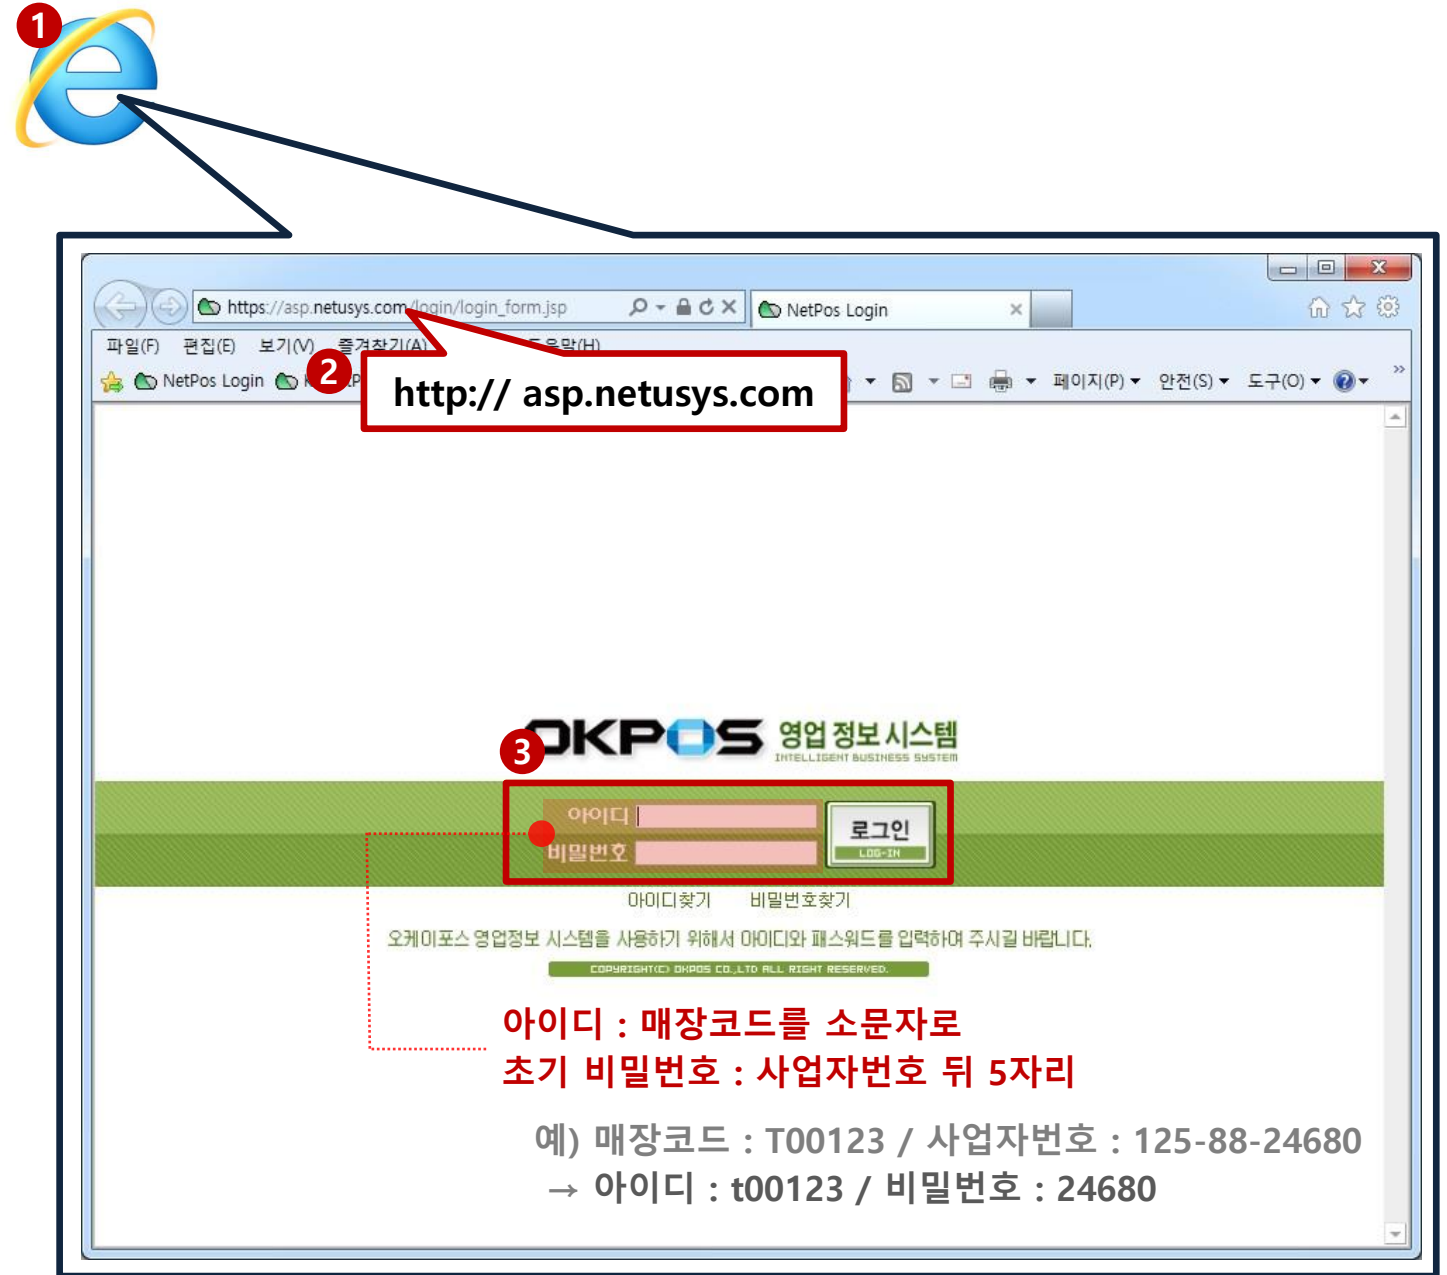 1
https://asp.netusys.com/login/login_form.jsp
NetPos Login
파일(F) 편집(E) 보기(V) 즐겨찾기(A) 도움말(H)
2
NetPos Login
페이지(P) 안전(S) 도구(O)
http:// asp.netusys.com
OKPOS 영업 정보 시스템
INTELLIGENT BUSINESS SYSTEM
3
아이디
비밀번호
로그인
LOG-IN
아이디찾기 비밀번호찾기
오케이포스 영업정보 시스템을 사용하기 위해서 아이디와 패스워드를 입력하여 주시길 바랍니다.
COPYRIGHT(C) OKPOS CO.,LTD ALL RIGHT RESERVED.
아이디 : 매장코드를 소문자로
초기 비밀번호 : 사업자번호 뒤 5자리
예) 매장코드 : T00123 / 사업자번호 : 125-88-24680
→ 아이디 : t00123 / 비밀번호 : 24680